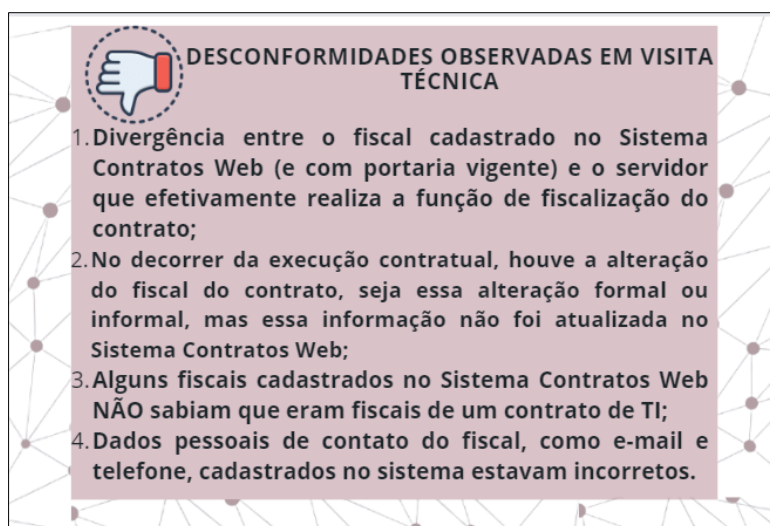 DESCONFORMIDADES OBSERVADAS EM VISITA
TÉCNICA
1. Divergência entre o fiscal cadastrado no Sistema
Contratos Web (e com portaria vigente) e o servidor
que efetivamente realiza a função de fiscalização do
contrato;
2. No decorrer da execução contratual, houve a alteração
do fiscal do contrato, seja essa alteração formal ou
informal, mas essa informação não foi atualizada no
Sistema Contratos Web;
3. Alguns fiscais cadastrados no Sistema Contratos Web
NÃO sabiam que eram fiscais de um contrato de TI;
4. Dados pessoais de contato do fiscal, como e-mail e
telefone, cadastrados no sistema estavam incorretos.